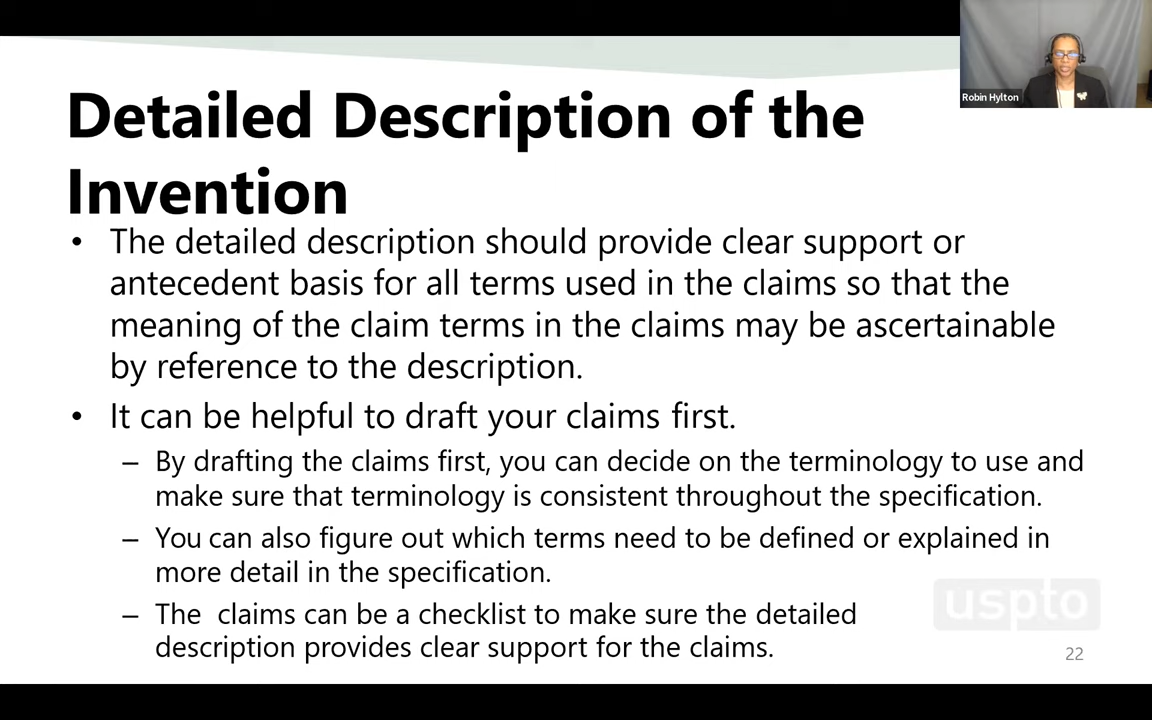 Robin Hylton
Detailed Description of the
Invention
• The detailed description should provide clear support or
antecedent basis for all terms used in the claims so that the
meaning of the claim terms in the claims may be ascertainable
by reference to the description.
• It can be helpful to draft your claims first.
– By drafting the claims first, you can decide on the terminology to use and
make sure that terminology is consistent throughout the specification.
– You can also figure out which terms need to be defined or explained in
more detail in the specification.
– The  claims can be a checklist to make sure the detailed
description provides clear support for the claims.
uspto
22